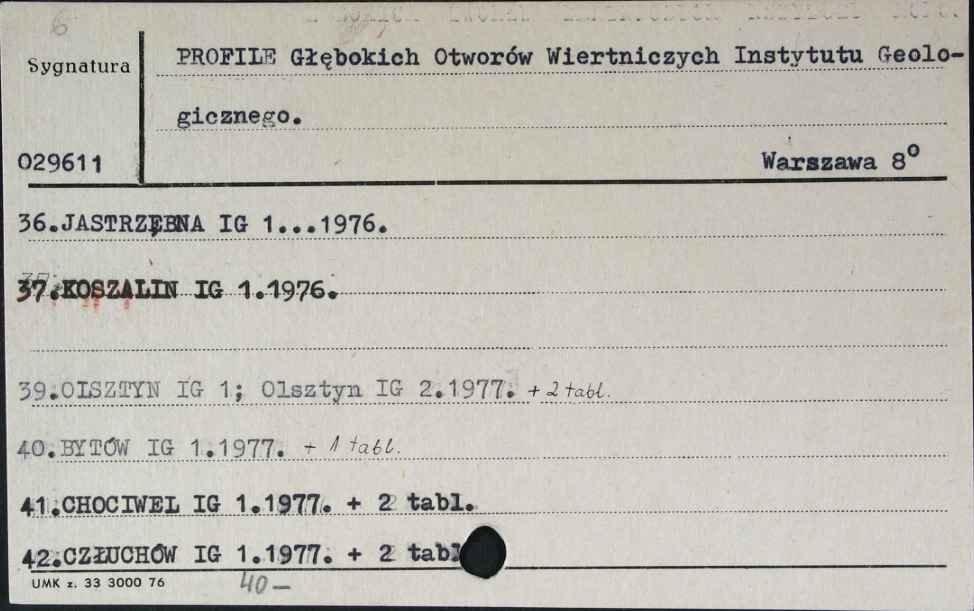 6
PROFILE Głębokich Otworów Wiertniczych Instytutu Geolo-
Sygnatura
gicznego.
029611
Warszawa 8º
36.JASTRZĘBNA IG 1...1976.
37.KOSZALIN IG 1.1976.
39.OlSZTYN IG 1; Olsztyn IG 2.1977. + 2 tabl.
40.BYTÓW IG 1.1977. + 1 tabl.
41.CHOCIWEL IG 1.1977. + 2 tabl.
42.CZŁUCHÓW IG 1.1977. + 2 tabl
UMK z. 33 3000 76
40-